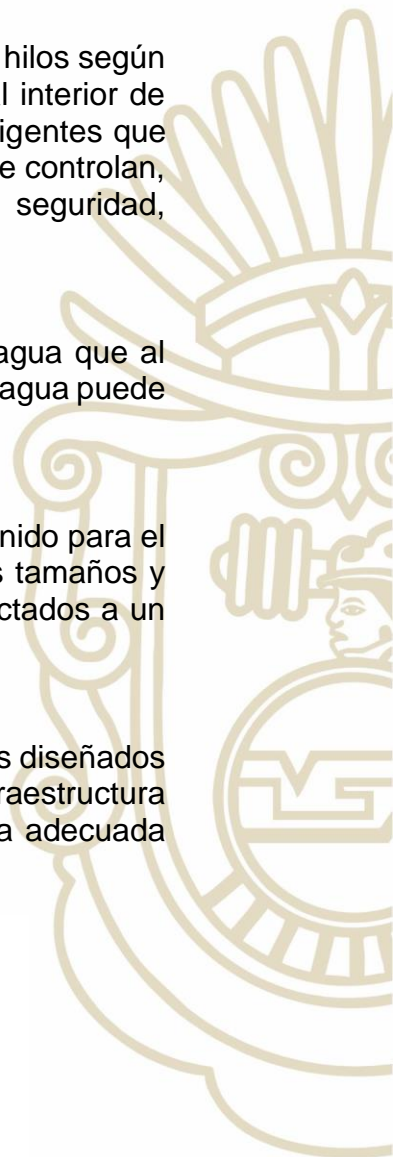 hilos según
l interior de
igentes que
e controlan,
seguridad,
agua que al
agua puede
nido para el
s tamaños y
ctados a un
s diseñados
raestructura
a adecuada